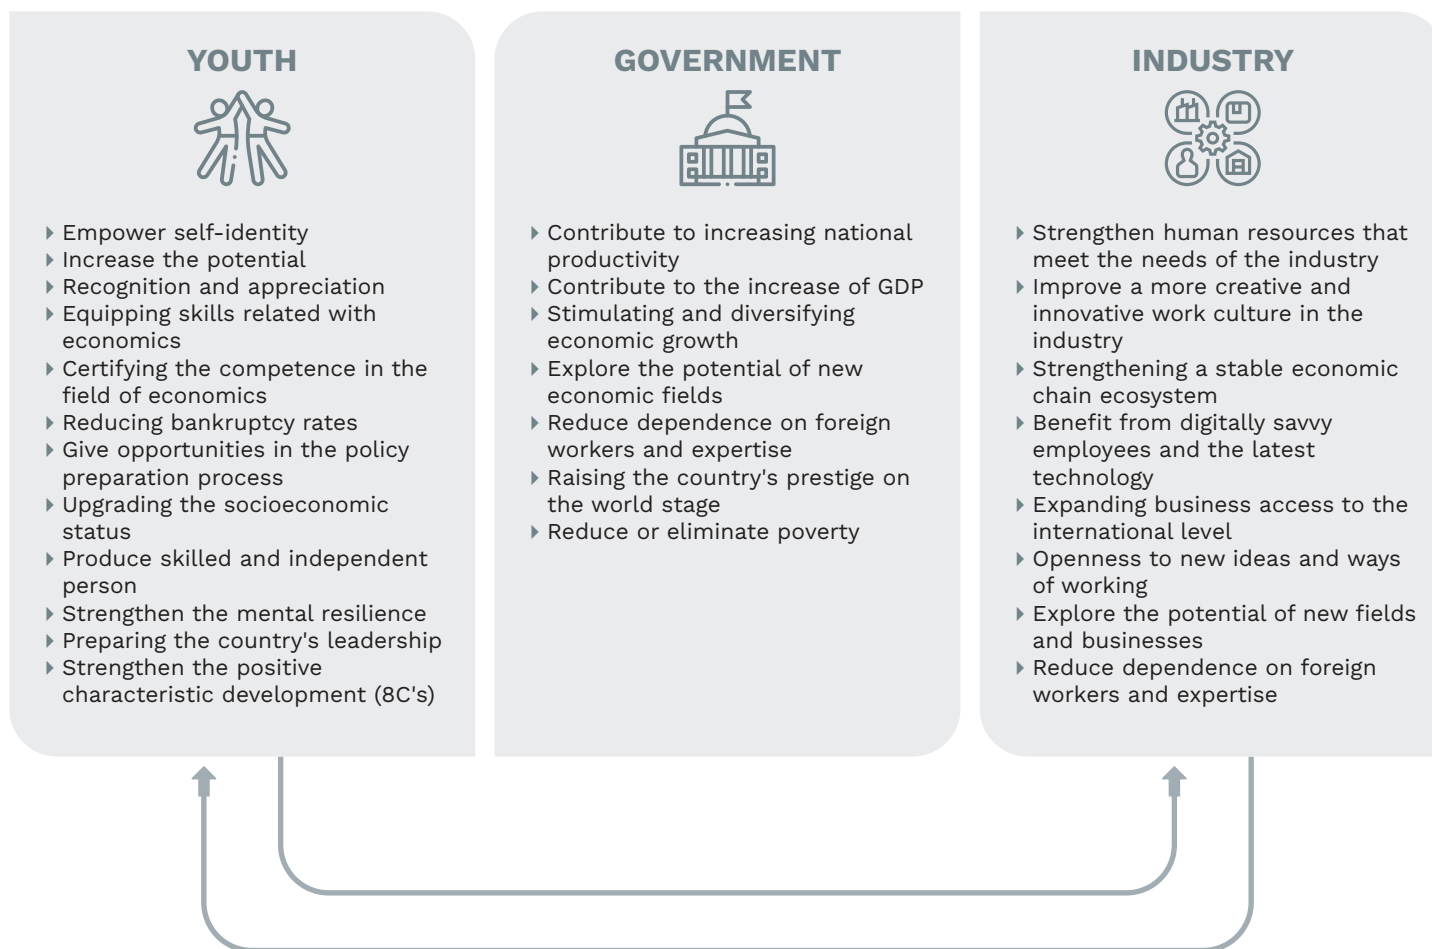 YOUTH
Empower self-identity
Increase the potential
Recognition and appreciation
Equipping skills related with
economics
Certifying the competence in the
field of economics
Reducing bankruptcy rates
Give opportunities in the policy
preparation process
Upgrading the socioeconomic
status
Produce skilled and independent
person
Strengthen the mental resilience
Preparing the country's leadership
Strengthen the positive
characteristic development (8C's)
GOVERNMENT
Contribute to increasing national
productivity
Contribute to the increase of GDP
Stimulating and diversifying
economic growth
Explore the potential of new
economic fields
Reduce dependence on foreign
workers and expertise
Raising the country's prestige on
the world stage
Reduce or eliminate poverty
INDUSTRY
Strengthen human resources that
meet the needs of the industry
Improve a more creative and
innovative work culture in the
industry
Strengthening a stable economic
chain ecosystem
Benefit from digitally savvy
employees and the latest
technology
Expanding business access to the
international level
Openness to new ideas and ways
of working
Explore the potential of new fields
and businesses
Reduce dependence on foreign
workers and expertise